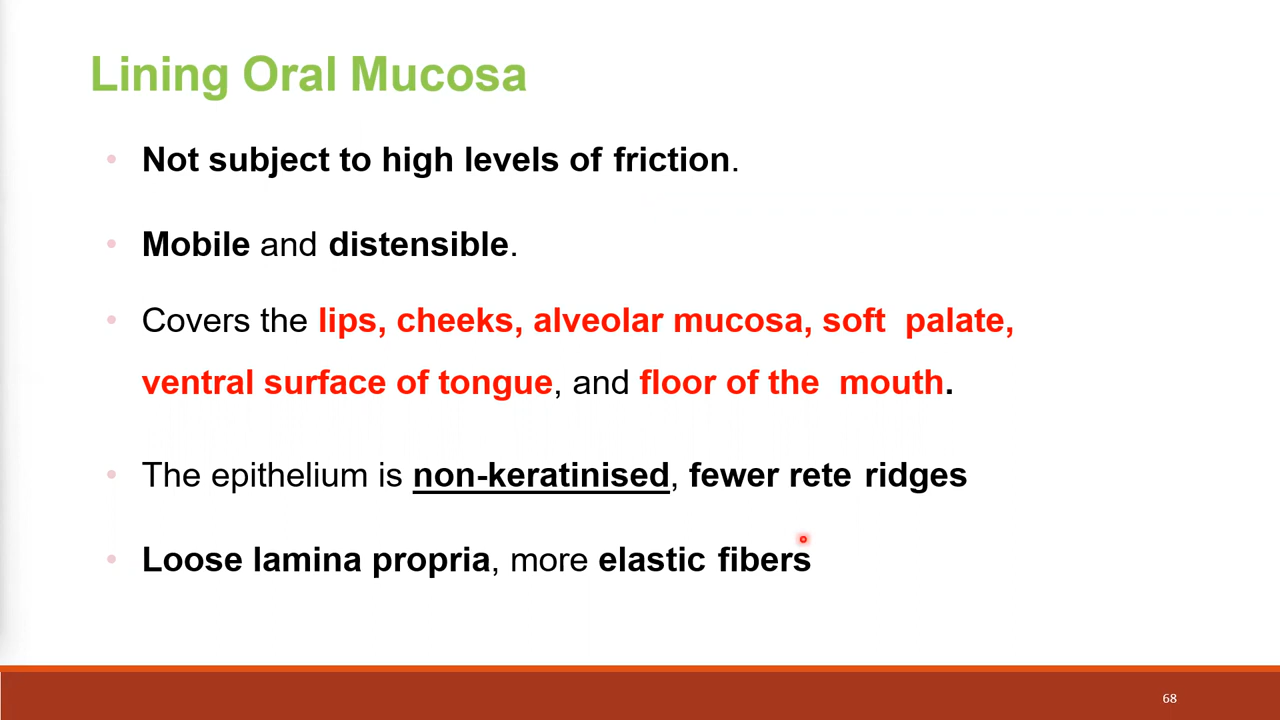 Lining Oral Mucosa
• Not subject to high levels of friction.
• Mobile and distensible.
• Covers the lips, cheeks, alveolar mucosa, soft palate,
ventral surface of tongue, and floor of the mouth.
• The epithelium is non-keratinised, fewer rete ridges
• Loose lamina propria, more elastic fibers
68